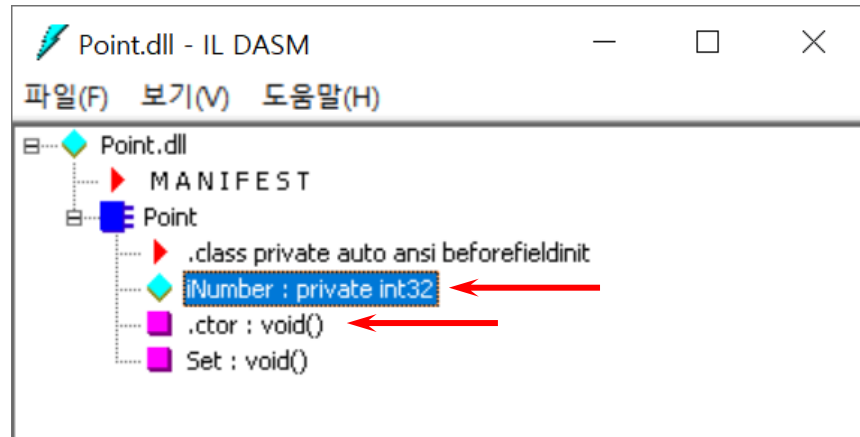 Point.dll - IL DASM
파일(F) 보기(V) 도움말(H)
Point.dll
M A N I F E S T
Point
.class private auto ansi beforefieldinit
iNumber : private int32
.ctor : void()
Set : void()